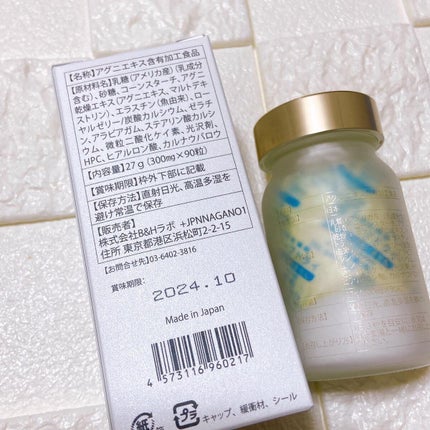 【名称】アグニエキス含有加工食品
【原材料名】乳糖(アメリカ産)(乳成分
含む)、砂糖、コーンスターチ、アグニ
乾燥エキス(アグニエキス、マルトデキ
ストリン)、エラスチン(魚由来)、ロー
ヤルゼリー/炭酸カルシウム、ゼラチ
ン、アラビアガム、ステアリン酸カルシ
ウム、微粒二酸化ケイ素、光沢剤、
HPC、ヒアルロン酸、カルナウバロウ
【内容量】27g(300mg×90粒)
【賞味期限】枠外下部に記載
【保存方法】直射日光、高温多湿を
避け常温で保存
【販売者】
株式会社B&Hラボ +JPNNAGANO1
住所 東京都港区浜松町2-2-15
【お問合せ先】03-6402-3816
賞味期限
2024.10
Made in Japan
4 573116 960217
紙
箱
プラ
キャップ、緩衝材、シール